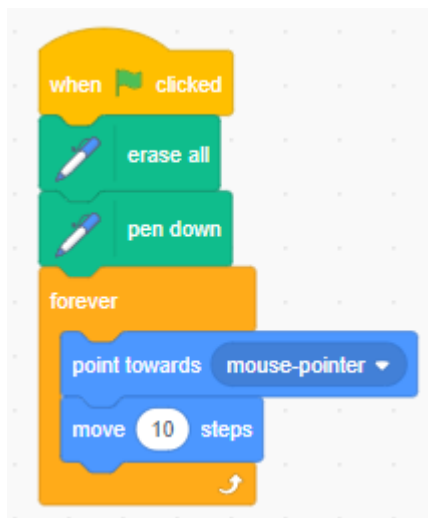 when clicked
erase all
pen down
forever
point towards mouse-pointer
move 10 steps